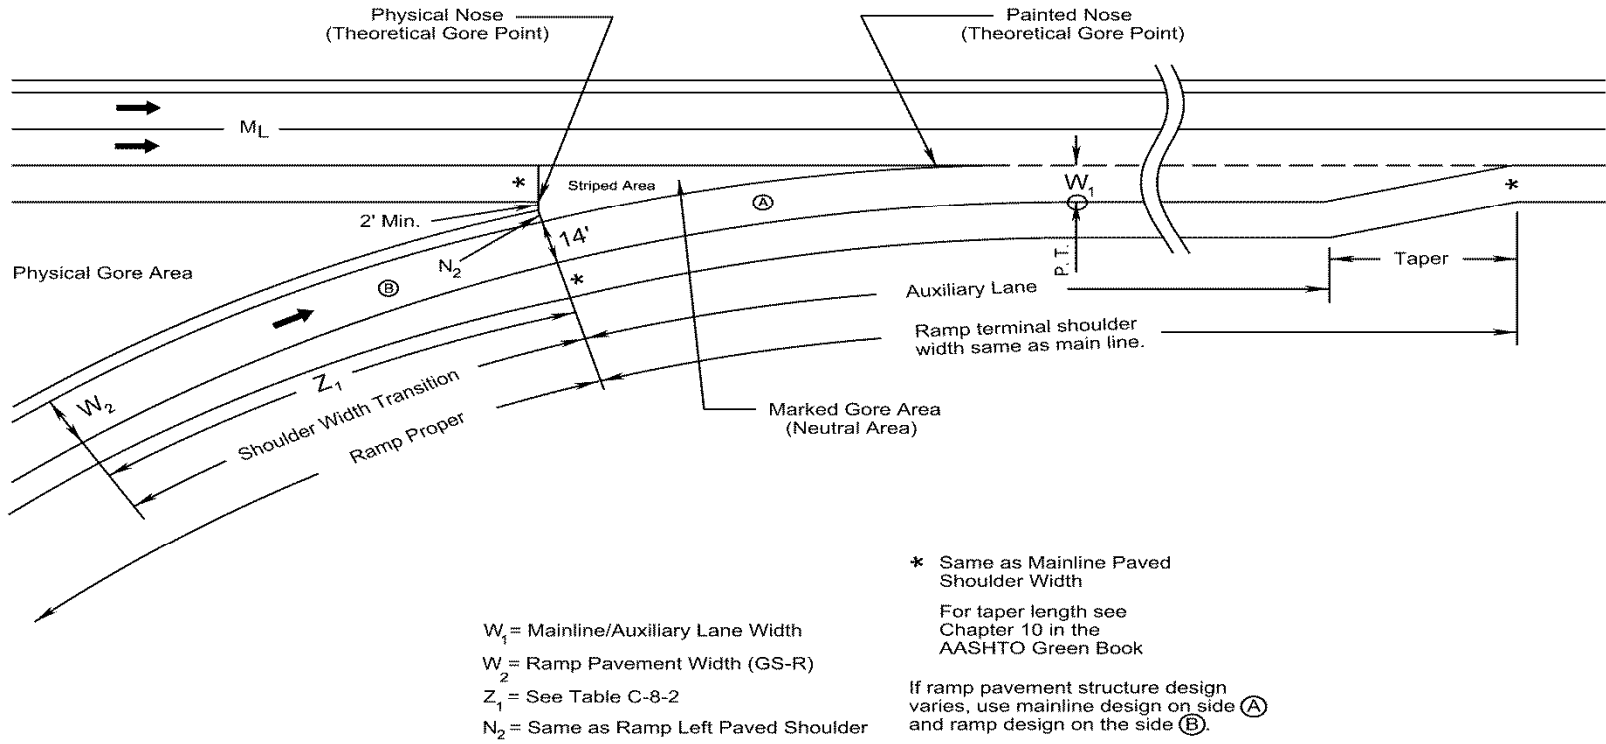 Physical Nose
(Theoretical Gore Point)
Painted Nose
(Theoretical Gore Point)
ML
*
Striped Area
W1
*
2' Min.
A
14'
N2
P.T.
Physical Gore Area
B
*
Taper
Auxiliary Lane
Ramp terminal shoulder
width same as main line.
Z1
W2
Shoulder Width Transition
Ramp Proper
Marked Gore Area
(Neutral Area)
* Same as Mainline Paved
Shoulder Width
For taper length see
Chapter 10 in the
AASHTO Green Book
If ramp pavement structure design
varies, use mainline design on side A
and ramp design on the side B.
W1= Mainline/Auxiliary Lane Width
W2= Ramp Pavement Width (GS-R)
Z1= See Table C-8-2
N2= Same as Ramp Left Paved Shoulder